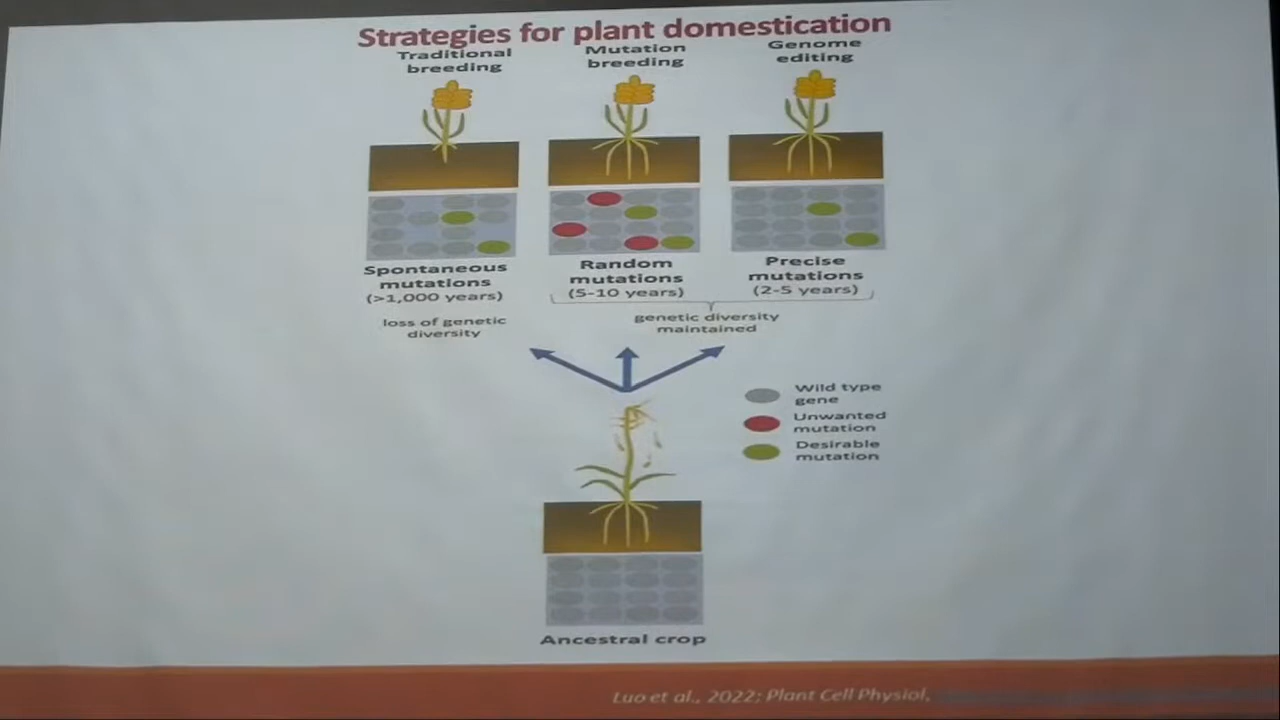 Strategies for plant domestication
Traditional
breeding
Mutation
breeding
Genome
editing
Spontaneous
mutations
(>1,000 years)
Random
mutations
(5-10 years)
Precise
mutations
(2-5 years)
loss of genetic
diversity
genetic diversity
maintained
Wild type
gene
Unwanted
mutation
Desirable
mutation
Ancestral crop
Luo et al., 2022; Plant Cell Physiol,